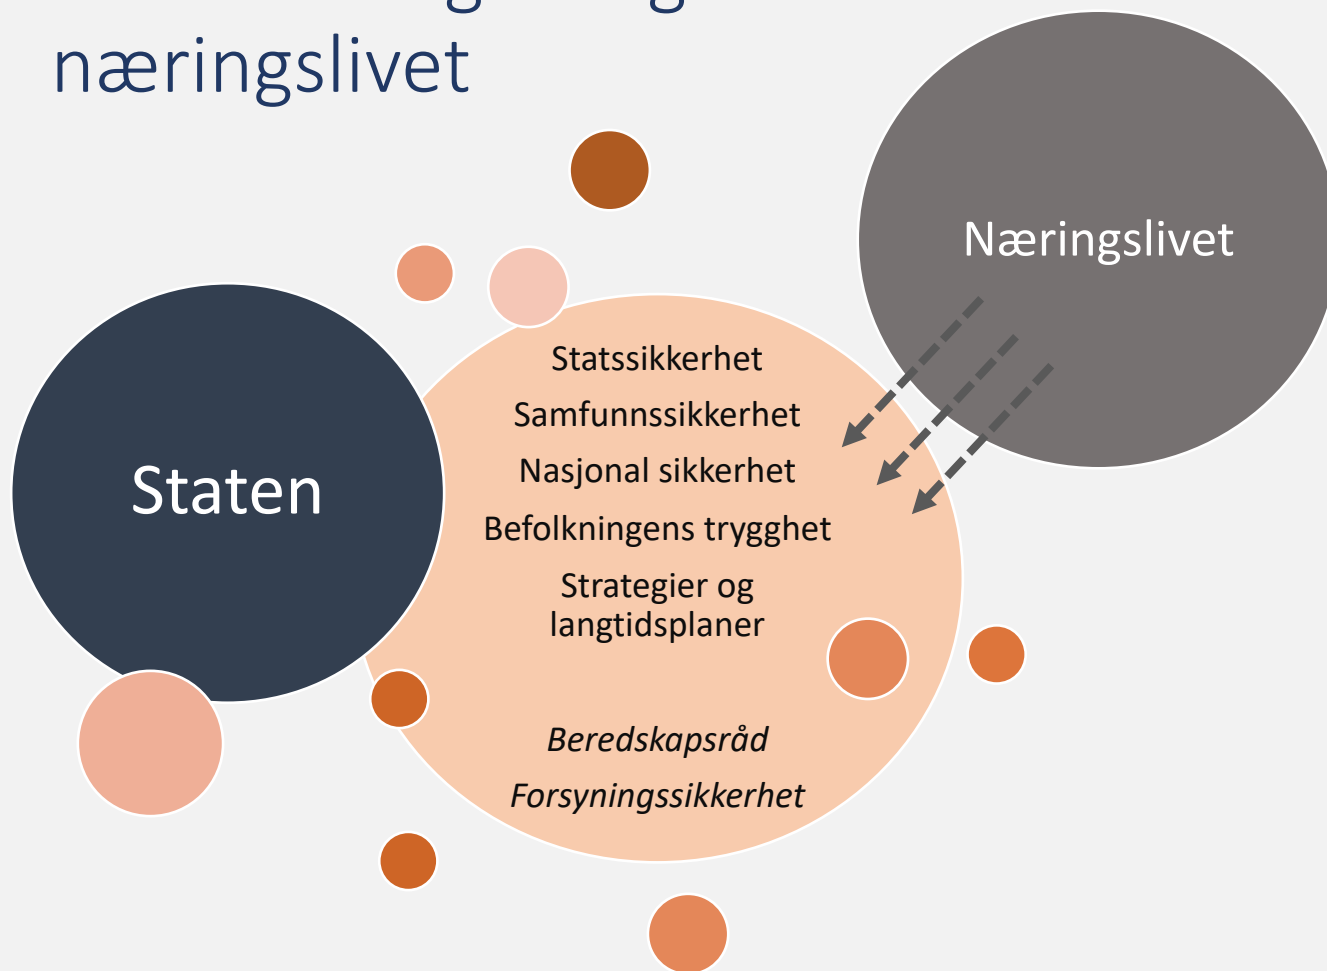 næringslivet
Næringslivet
Staten
Statssikkerhet
Samfunnssikkerhet
Nasjonal sikkerhet
Befolkningens trygghet
Strategier og
langtidsplaner
Beredskapsråd
Forsyningssikkerhet